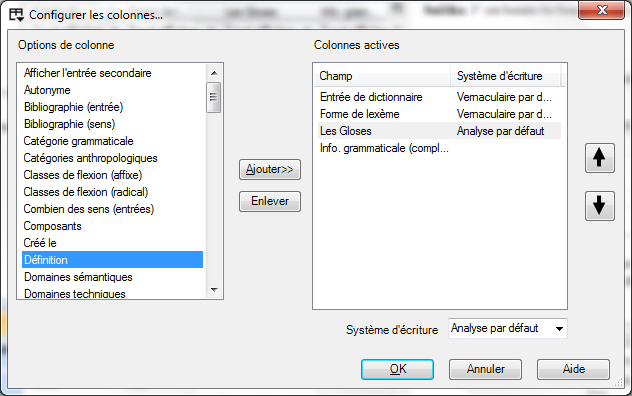 Configurer les colonnes...
Options de colonne
Afficher l'entrée secondaire
Autonyme
Bibliographie (entrée)
Bibliographie (sens)
Catégorie grammaticale
Catégories anthropologiques
Classes de flexion (affixe)
Classes de flexion (radical)
Combien des sens (entrées)
Composants
Créé le
Définition
Domaines sémantiques
Domaines techniques
Ajouter>>
Enlever
Colonnes actives
Champ Système d'écriture
Entrée de dictionnaire Vernaculaire par d...
Forme de lexème Vernaculaire par d...
Les Gloses Analyse par défaut
Info. grammaticale (compl...
Système d'écriture Analyse par défaut
OK Annuler Aide